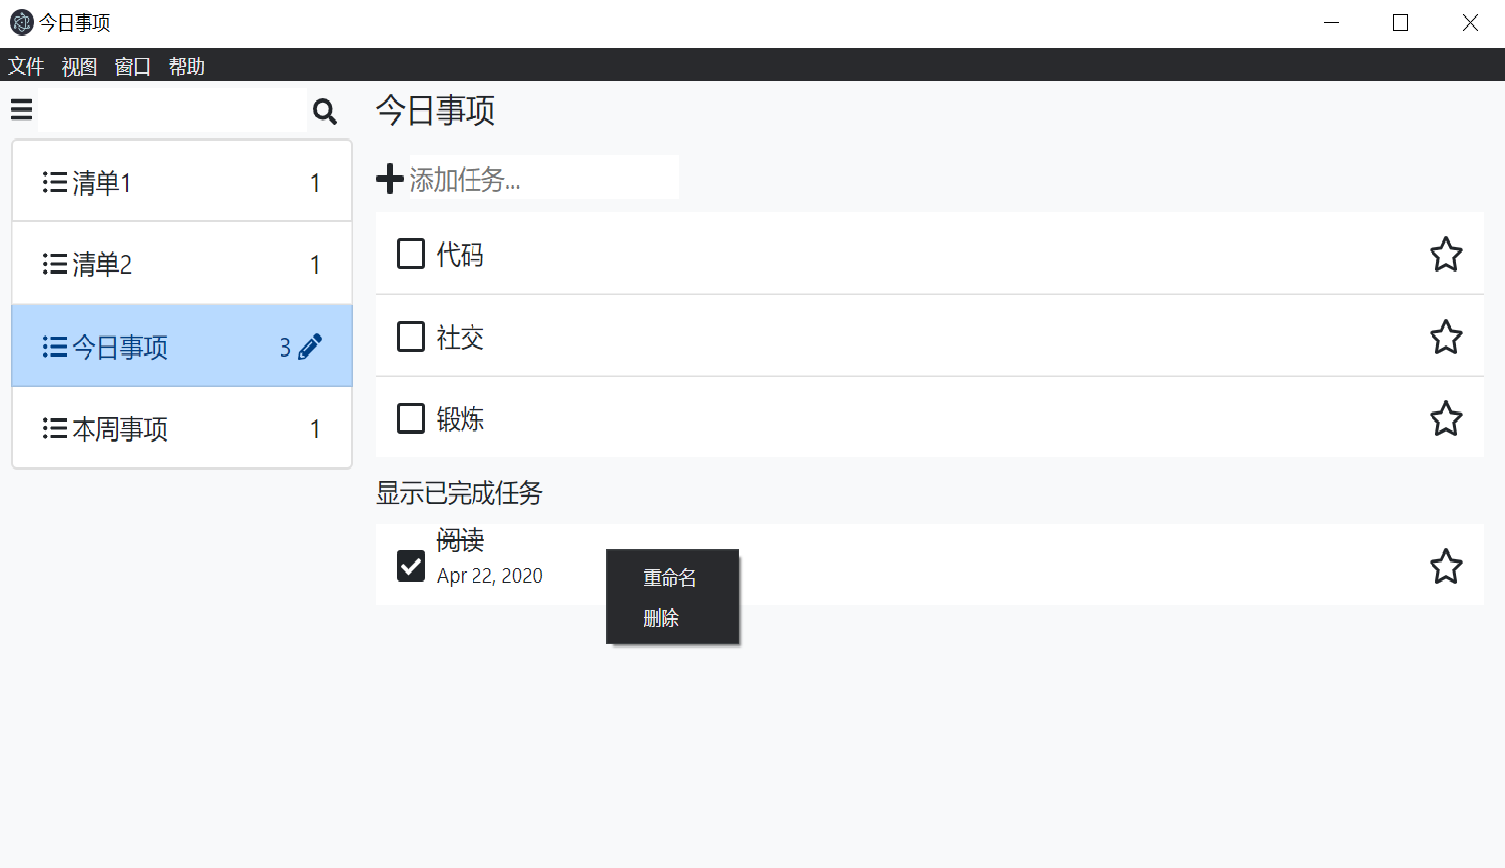 今日事项
文件 视图 窗口 帮助
今日事项
添加任务...
清单1 1
清单2 1
今日事项 3
本周事项 1
代码
社交
锻炼
显示已完成任务
阅读
Apr 22, 2020
重命名
删除